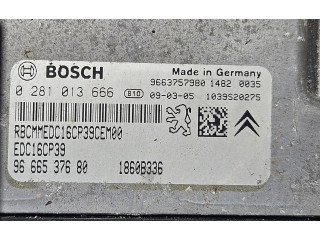 BOSCH
Made in Germany
9663757980 1482 0035
0 281 013 666 810 09-03-05 1039S20275
RBCMMEDC16CP39CEM00
EDC16CP39
96 665 376 80 1860B336